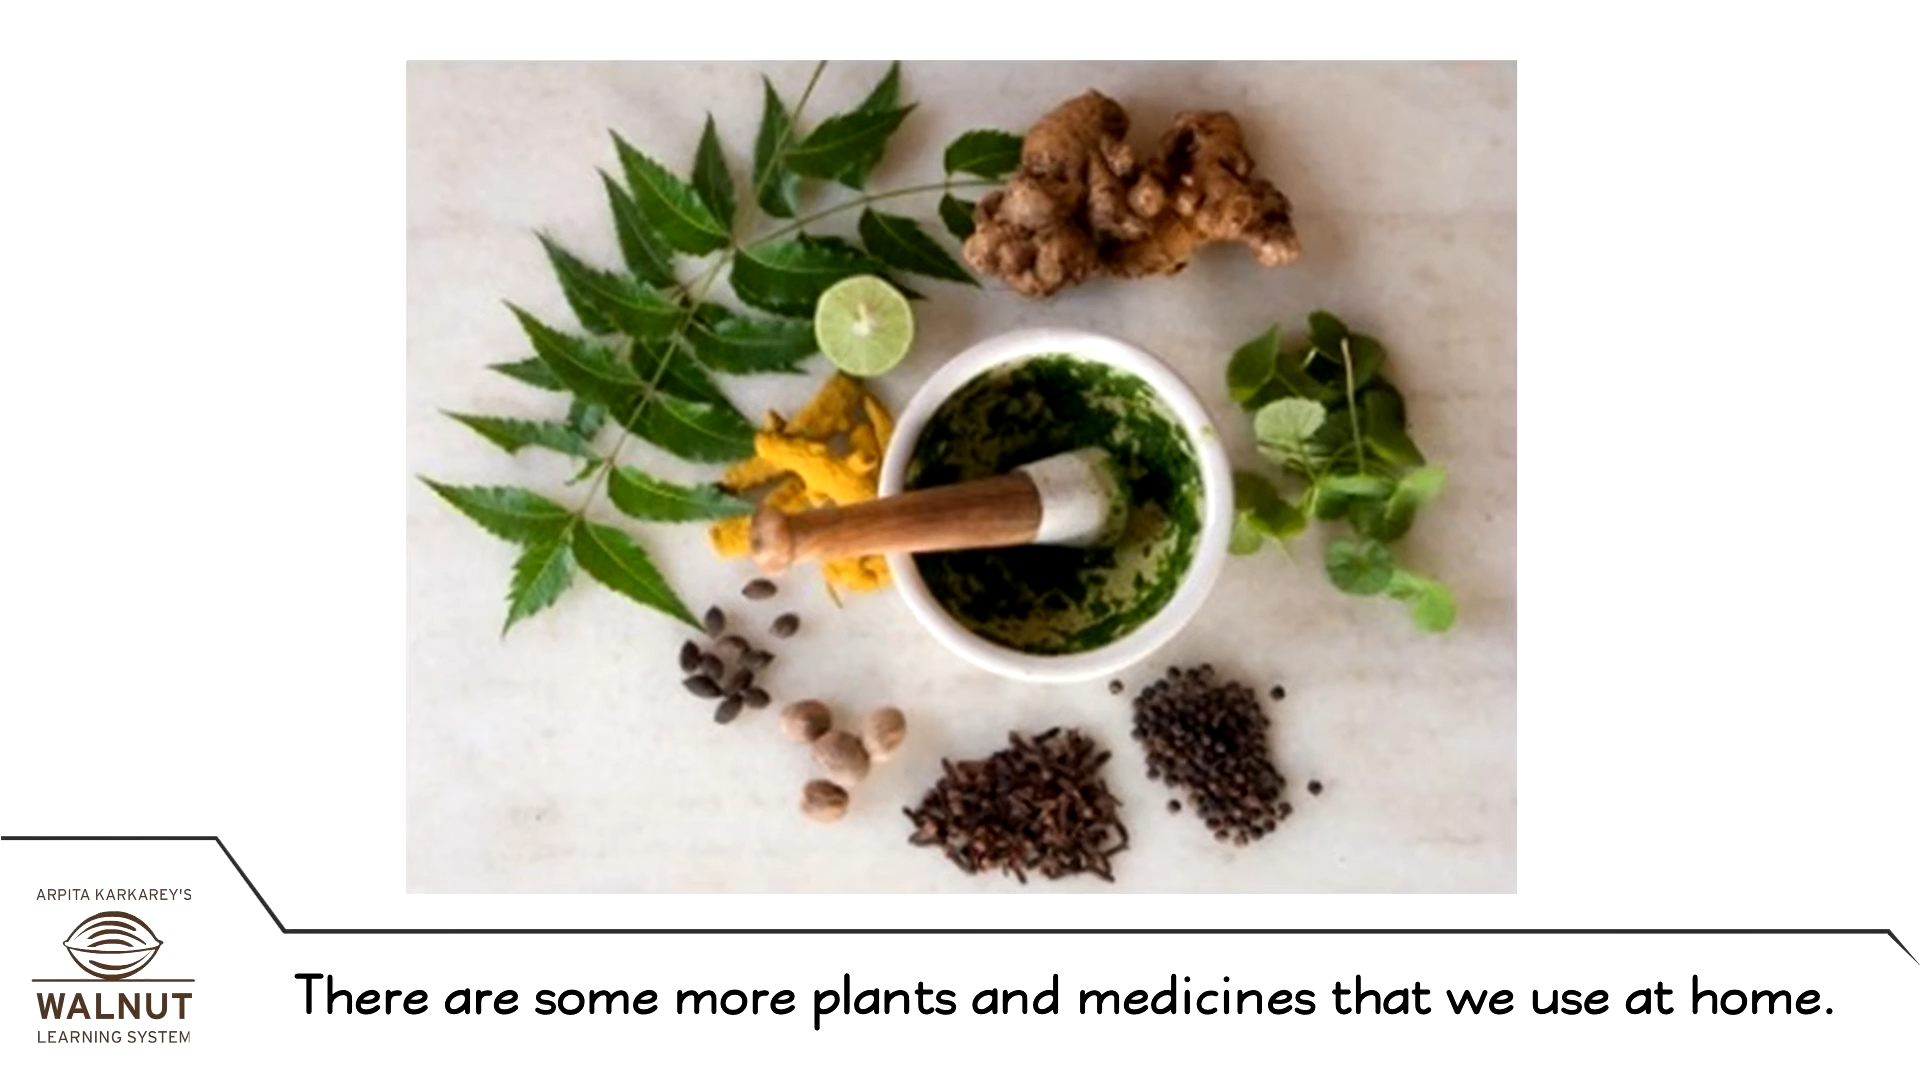 ARPITA KARKAREY'S
WALNUT
LEARNING SYSTEM
There are some more plants and medicines that we use at home.